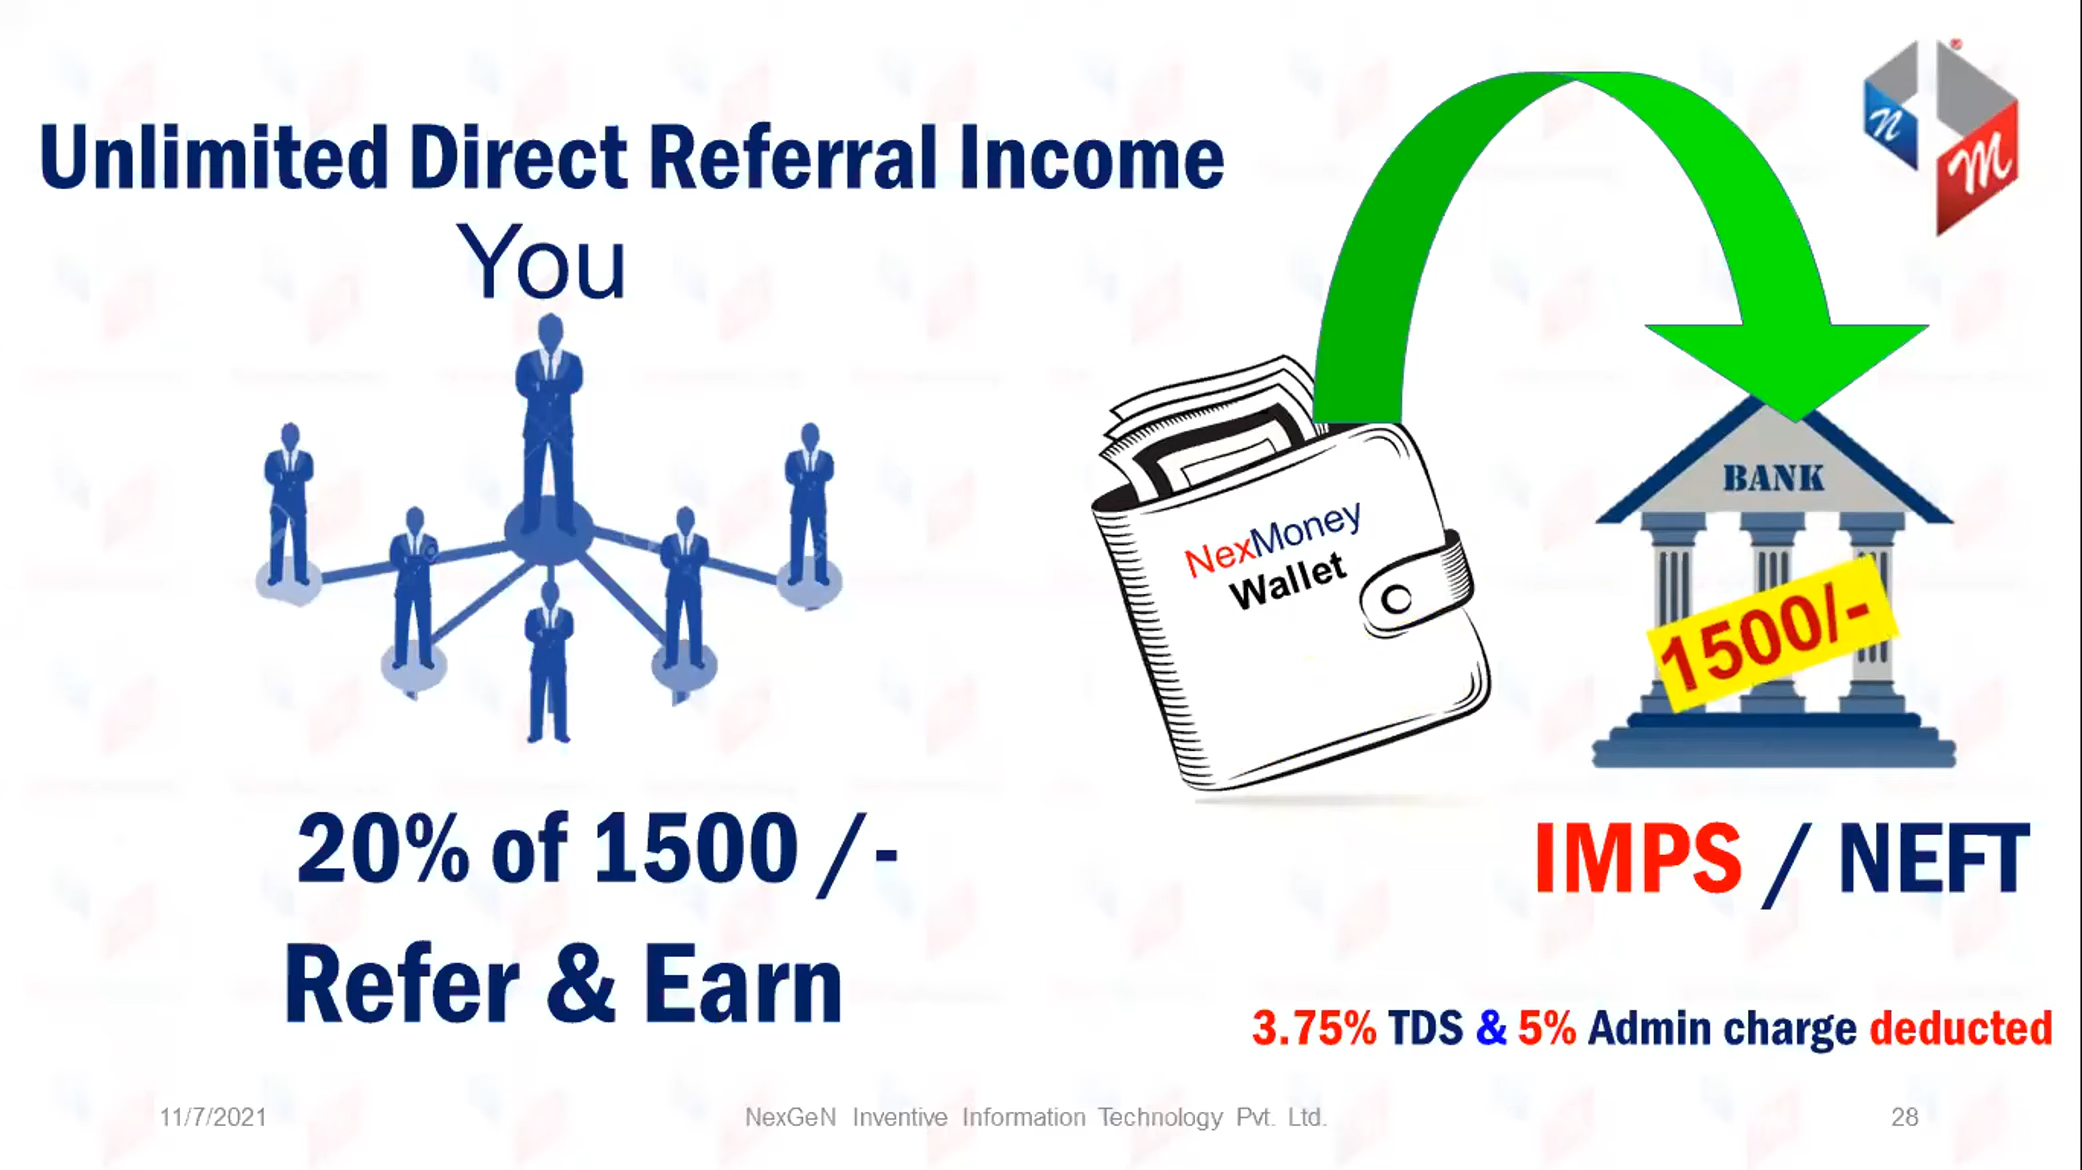 Unlimited Direct Referral Income
You
n
M
®
NexMoney
Wallet
BANK
1500/-
20% of 1500 /-
Refer & Earn
IMPS / NEFT
3.75% TDS & 5% Admin charge deducted
11/7/2021
NexGeN Inventive Information Technology Pvt. Ltd.
28